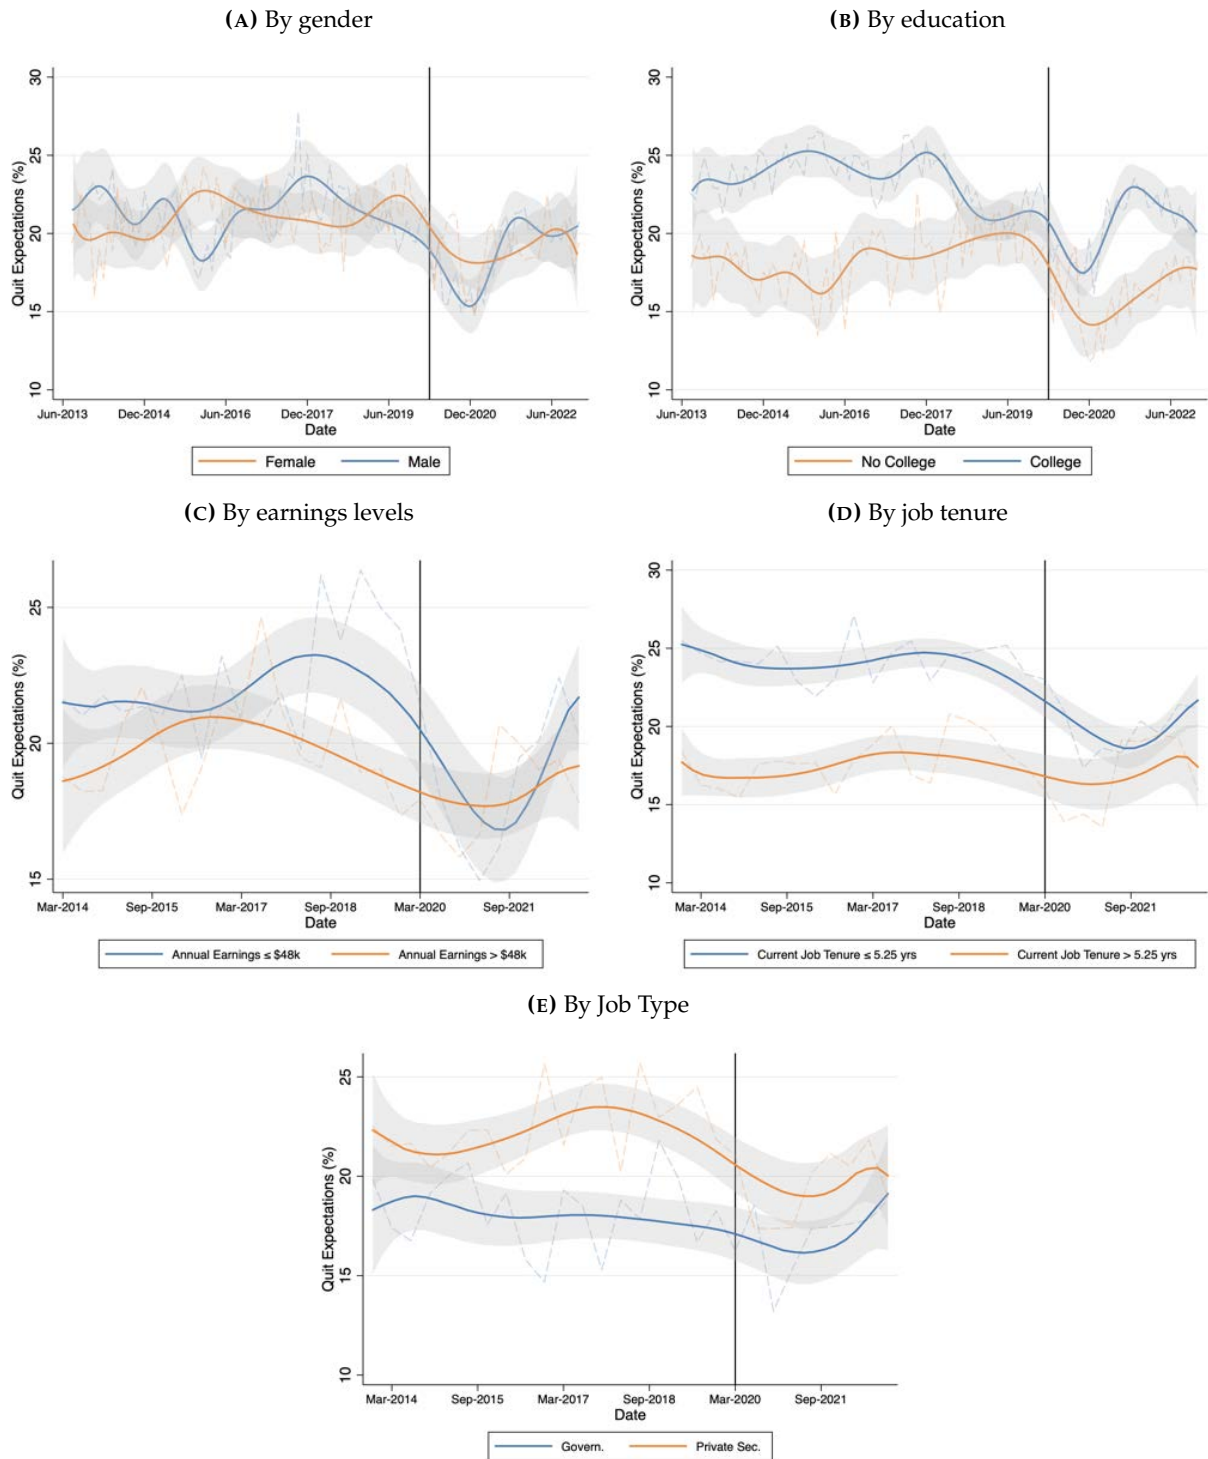 (A) By gender
30
25
20
15
10
Quit Expectations (%)
Jun-2013 Dec-2014 Jun-2016 Dec-2017 Jun-2019 Dec-2020 Jun-2022
Date
Female Male
(B) By education
30
25
20
15
10
Quit Expectations (%)
Jun-2013 Dec-2014 Jun-2016 Dec-2017 Jun-2019 Dec-2020 Jun-2022
Date
No College College
(C) By earnings levels
25
20
15
Quit Expectations (%)
Mar-2014 Sep-2015 Mar-2017 Sep-2018 Mar-2020 Sep-2021
Date
Annual Earnings ≤ $48k Annual Earnings > $48k
(D) By job tenure
30
25
20
15
10
Quit Expectations (%)
Mar-2014 Sep-2015 Mar-2017 Sep-2018 Mar-2020 Sep-2021
Date
Current Job Tenure ≤ 5.25 yrs Current Job Tenure > 5.25 yrs
(E) By Job Type
25
20
15
10
Quit Expectations (%)
Mar-2014 Sep-2015 Mar-2017 Sep-2018 Mar-2020 Sep-2021
Date
Govern. Private Sec.